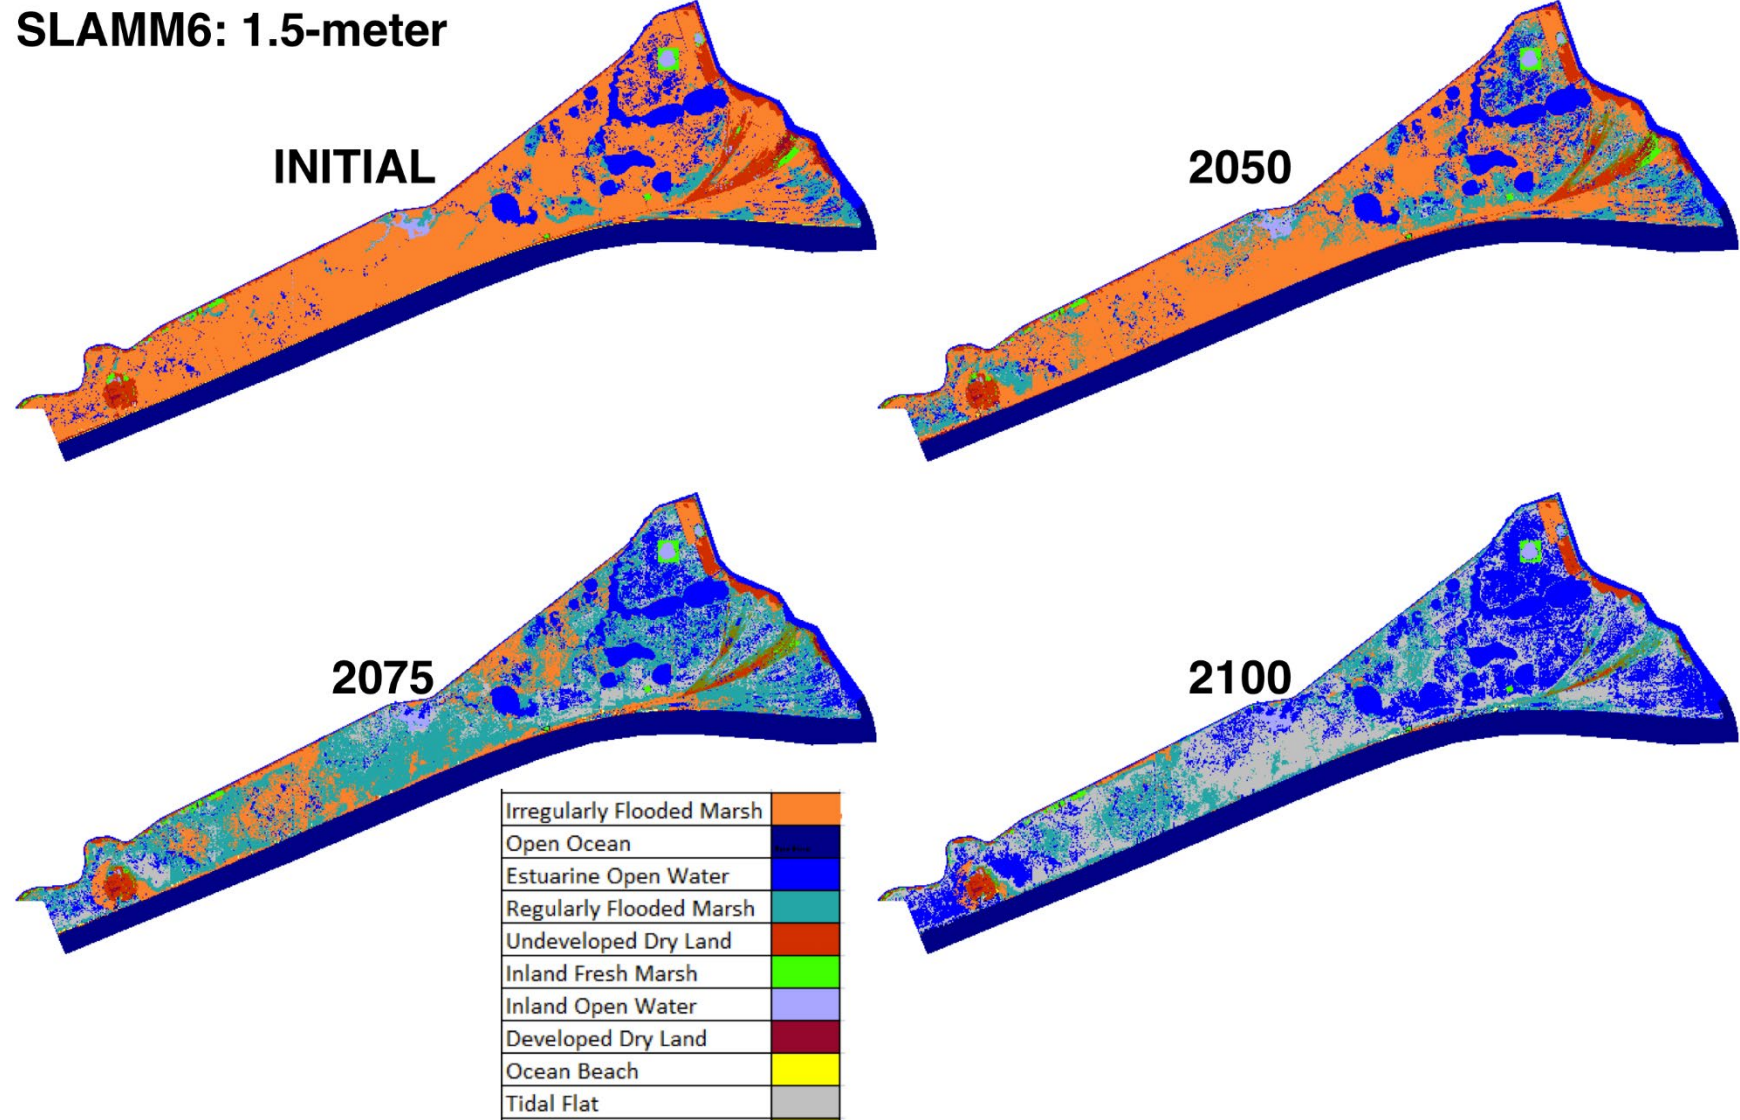 SLAMM6: 1.5-meter
INITIAL
2050
2075
2100
Irregularly Flooded Marsh
Open Ocean
Estuarine Open Water
Regularly Flooded Marsh
Undeveloped Dry Land
Inland Fresh Marsh
Inland Open Water
Developed Dry Land
Ocean Beach
Tidal Flat